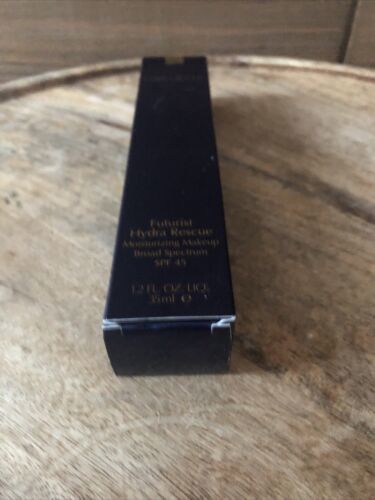 Futurist
Hydra Rescue
Moisturizing Makeup
Broad Spectrum
SPF 45
1.2 FL. OZ. LIQ.
35ml e